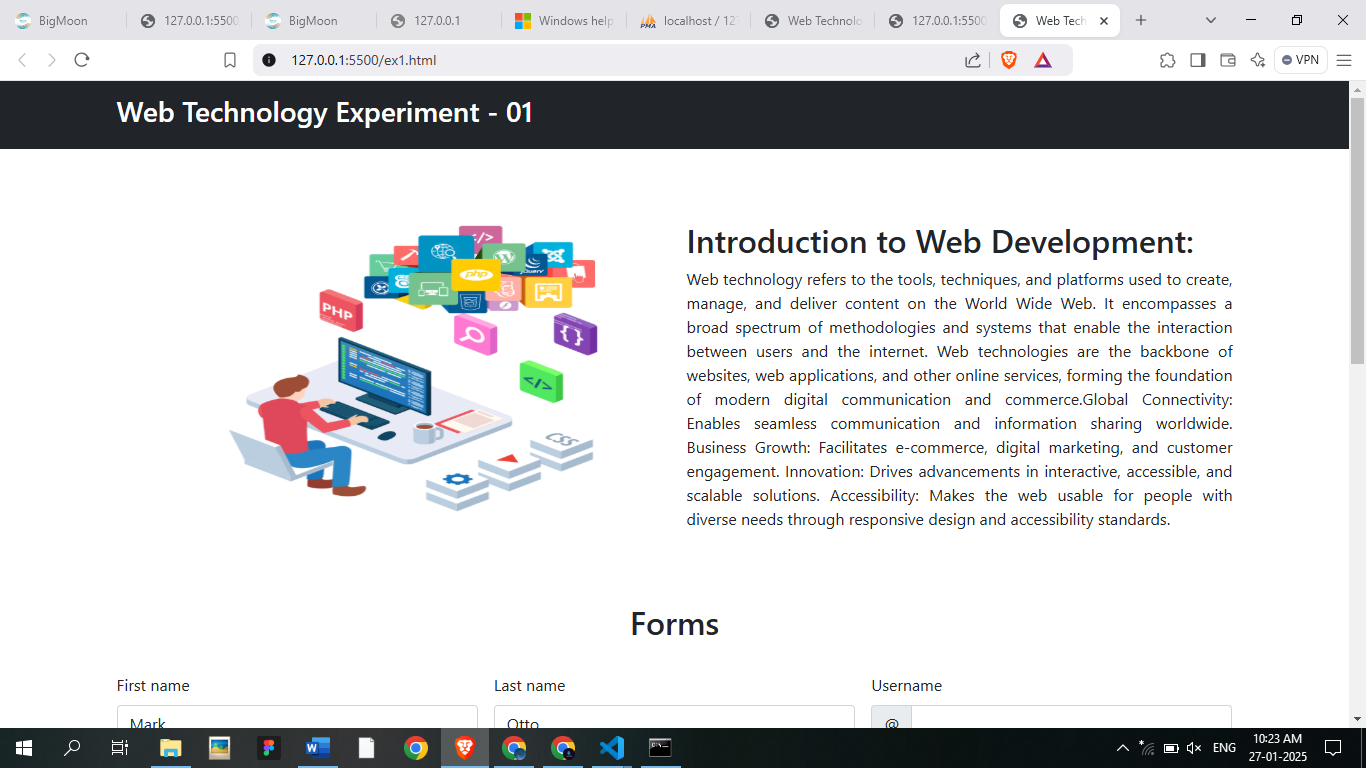 BigMoon
127.0.0.1:5500
BigMoon
127.0.0.1
Windows help
localhost / 127
Web Technolo
127.0.0.1:5500
Web Tech
127.0.0.1:5500/ex1.html
VPN
Web Technology Experiment - 01
</>
php
jQuery
PHP
{ }
</>
CSS
Introduction to Web Development:
Web technology refers to the tools, techniques, and platforms used to create,
manage, and deliver content on the World Wide Web. It encompasses a
broad spectrum of methodologies and systems that enable the interaction
between users and the internet. Web technologies are the backbone of
websites, web applications, and other online services, forming the foundation
of modern digital communication and commerce.Global Connectivity:
Enables seamless communication and information sharing worldwide.
Business Growth: Facilitates e-commerce, digital marketing, and customer
engagement. Innovation: Drives advancements in interactive, accessible, and
scalable solutions. Accessibility: Makes the web usable for people with
diverse needs through responsive design and accessibility standards.
Forms
First name
Last name
Username
Mark
Otto
@
ENG
10:23 AM
27-01-2025